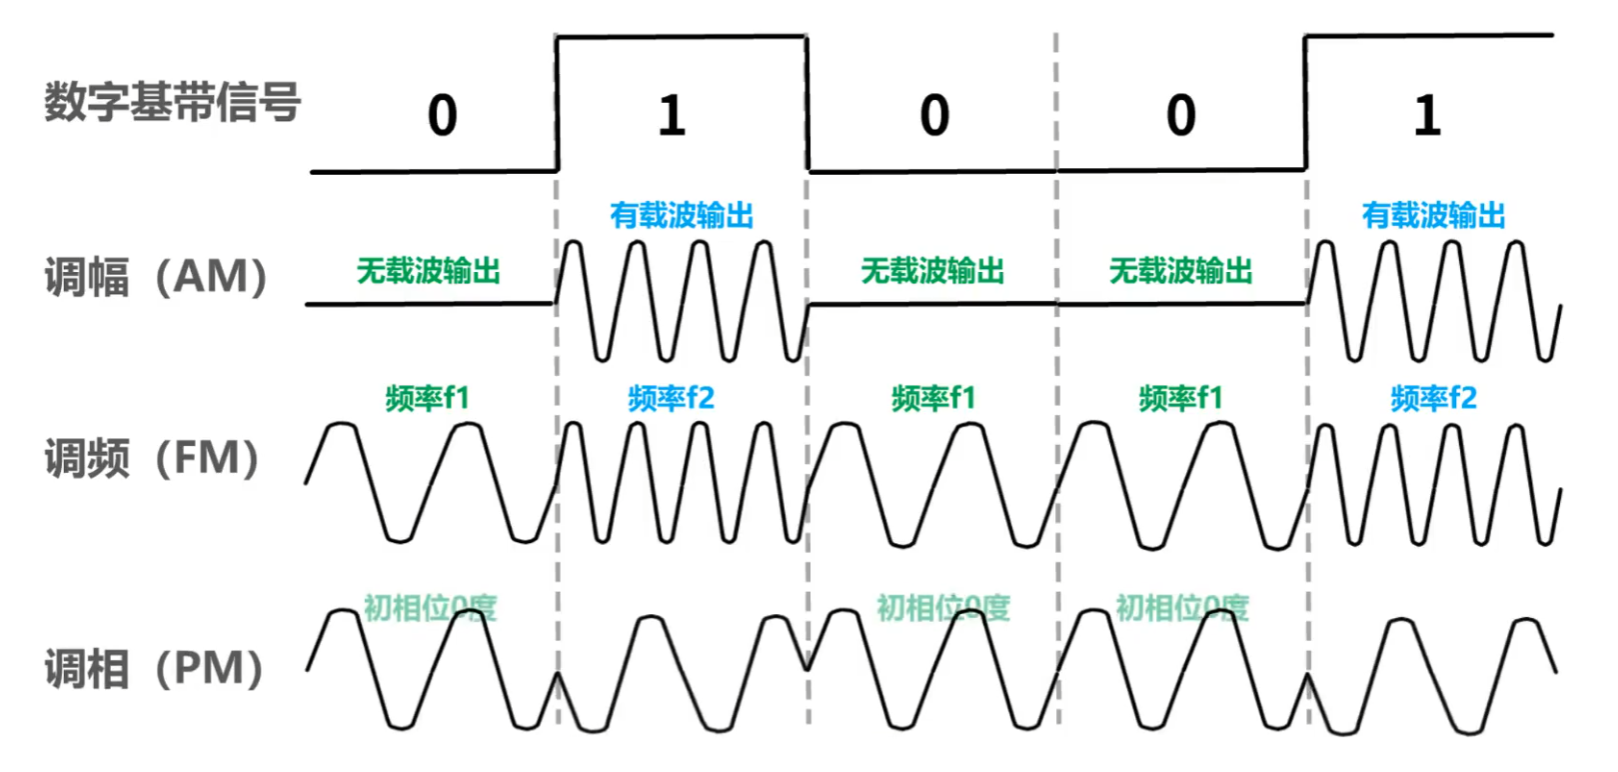 数字基带信号 0 1 0 0 1
有载波输出 有载波输出
调幅（AM） 无载波输出 无载波输出 无载波输出
频率f1 频率f2 频率f1 频率f1 频率f2
调频（FM）
初相位0度 初相位0度 初相位0度
调相（PM）